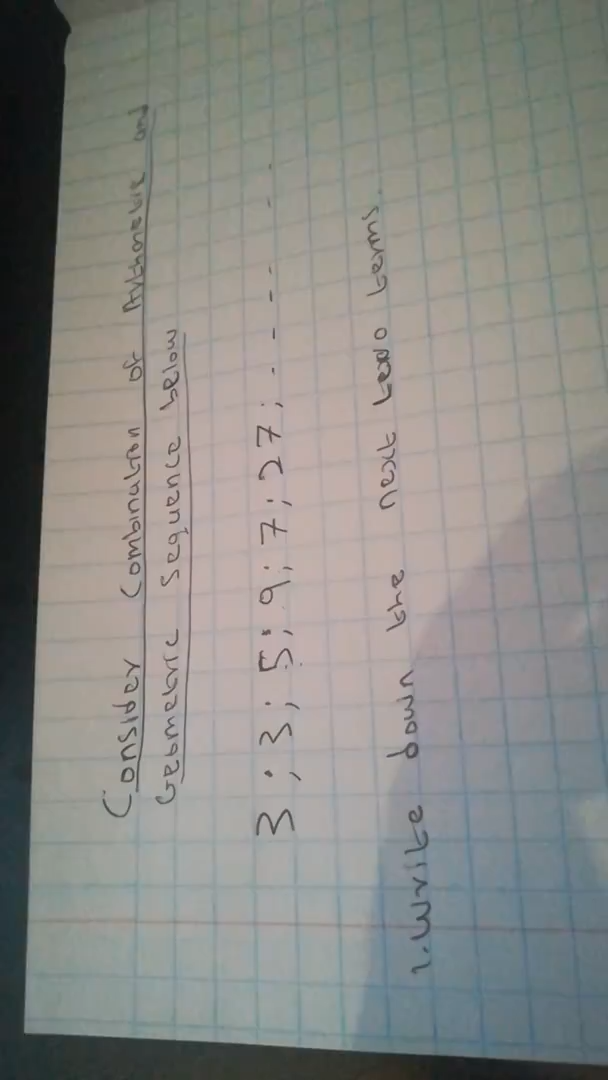 Consider Combination of Arithmetic and
Geometric Sequence below
3 ; 3 ; 5 ; 9 ; 7 ; 27 ; - - - - - -
1. Write down the next two terms.